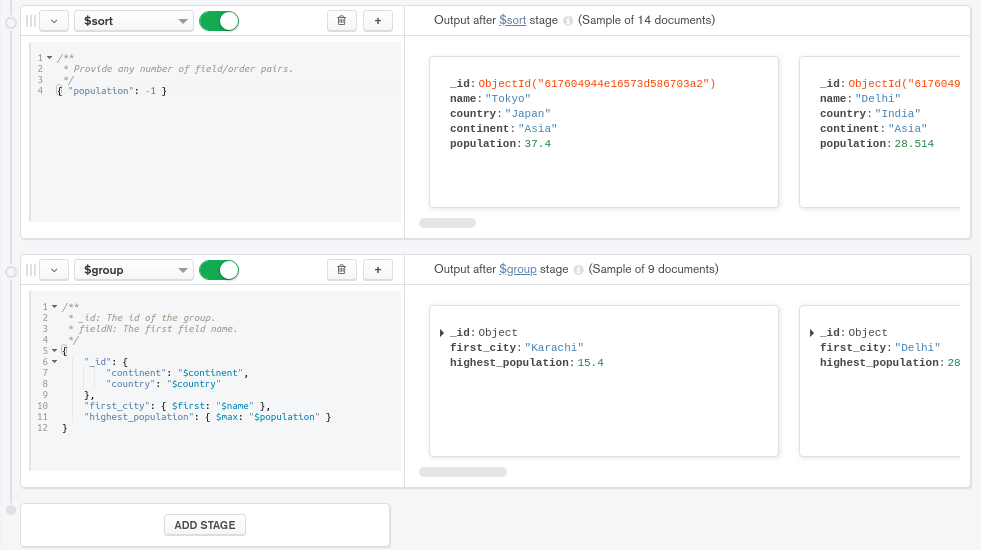 $sort
+
Output after $sort stage (Sample of 14 documents)
1 /**
2  * Provide any number of field/order pairs.
3  */
4 { "population": -1 }
_id: ObjectId("617604944e16573d586703a2")
name: "Tokyo"
country: "Japan"
continent: "Asia"
population: 37.4
_id: ObjectId("6176049
name: "Delhi"
country: "India"
continent: "Asia"
population: 28.514
$group
+
Output after $group stage (Sample of 9 documents)
1 /**
2  * _id: The id of the group.
3  * fieldN: The first field name.
4  */
5 {
6 "_id": {
7 "continent": "$continent",
8 "country": "$country"
9 },
10 "first_city": { $first: "$name" },
11 "highest_population": { $max: "$population" }
12 }
_id: Object
first_city: "Karachi"
highest_population: 15.4
_id: Object
first_city: "Delhi"
highest_population: 28
ADD STAGE